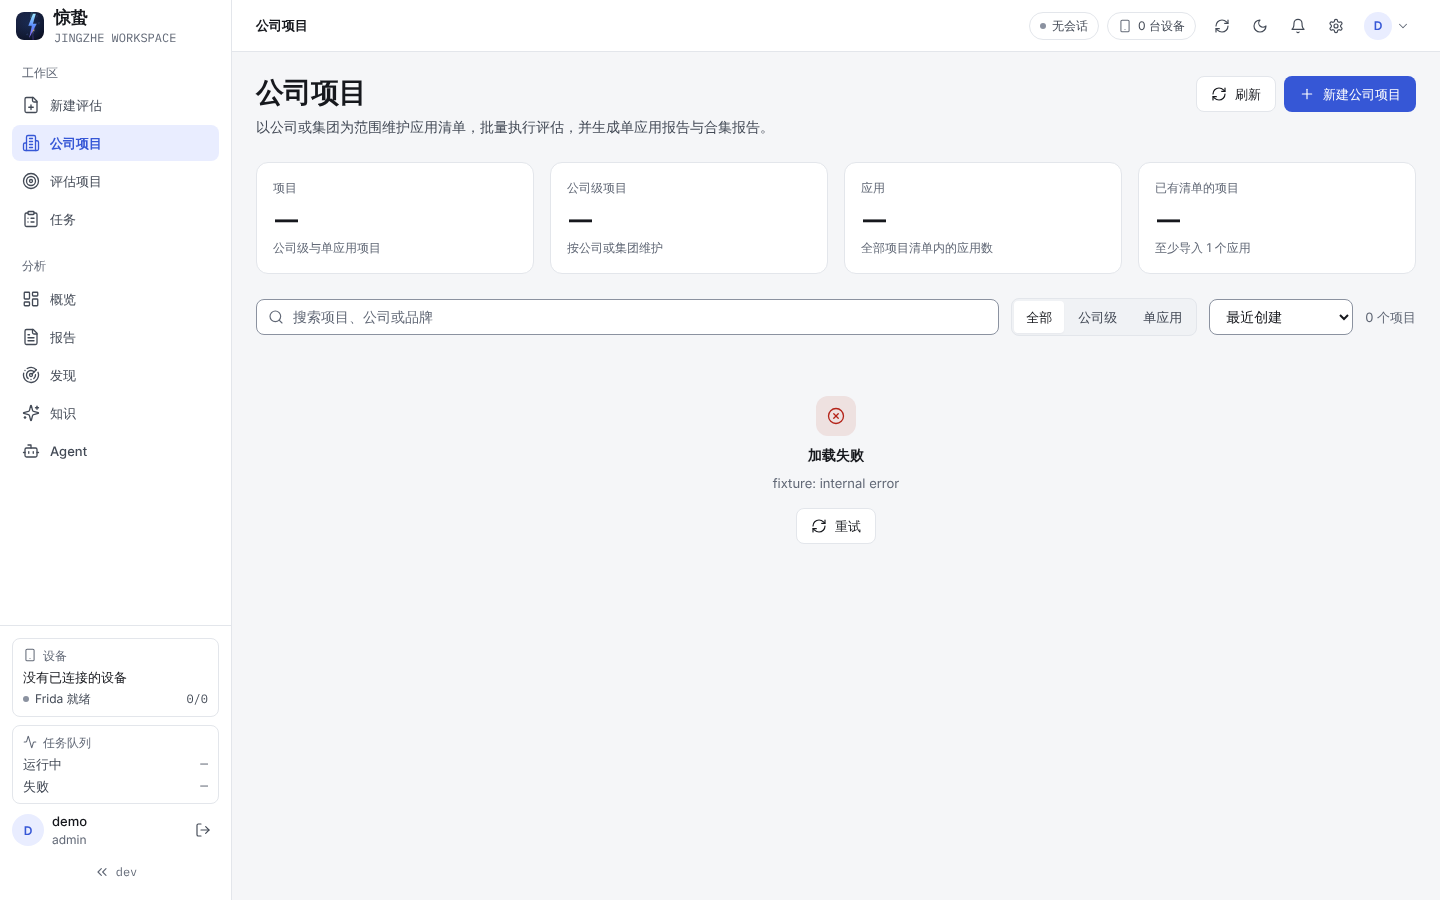 惊蛰
JINGZHE WORKSPACE
工作区
新建评估
公司项目
评估项目
任务
分析
概览
报告
发现
知识
Agent
设备
没有已连接的设备
Frida 就绪 0/0
任务队列
运行中 —
失败 —
D demo
admin
dev
公司项目
无会话
0 台设备
D
公司项目
以公司或集团为范围维护应用清单，批量执行评估，并生成单应用报告与合集报告。
刷新
新建公司项目
项目
—
公司级与单应用项目
公司级项目
—
按公司或集团维护
应用
—
全部项目清单内的应用数
已有清单的项目
—
至少导入 1 个应用
搜索项目、公司或品牌
全部 公司级 单应用
最近创建
0 个项目
加载失败
fixture: internal error
重试